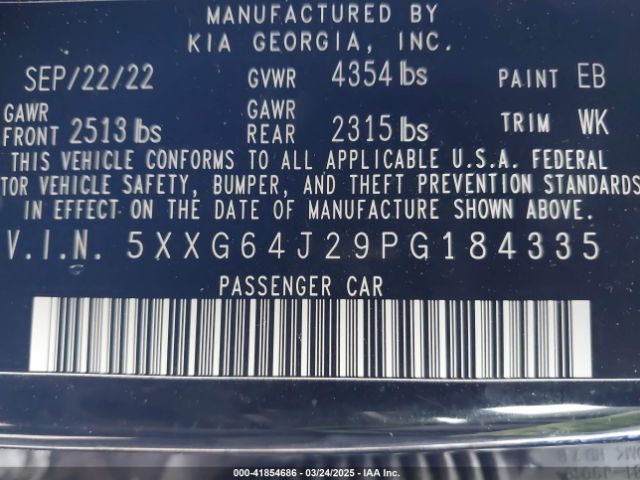 MANUFACTURED BY
KIA GEORGIA, INC.
SEP/22/22 GVWR 4354 lbs PAINT EB
GAWR FRONT 2513 lbs GAWR REAR 2315 lbs TRIM WK
THIS VEHICLE CONFORMS TO ALL APPLICABLE U.S.A. FEDERAL
TOR VEHICLE SAFETY, BUMPER, AND THEFT PREVENTION STANDARDS
IN EFFECT ON THE DATE OF MANUFACTURE SHOWN ABOVE.
V.I.N. 5XXG64J29PG184335
PASSENGER CAR
000-41854686 - 03/24/2025 - IAA Inc.